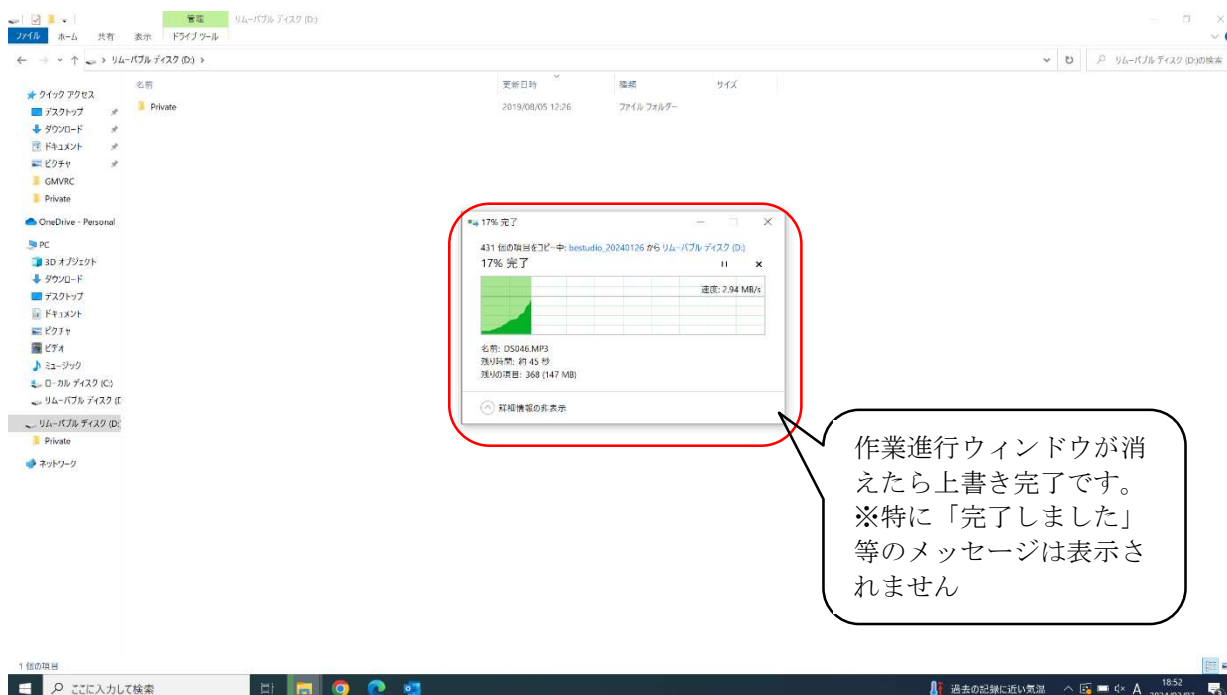 管理
リムーバブル ディスク (D:)
ファイル ホーム 共有 表示 ドライブ ツール
リムーバブル ディスク (D:)
リムーバブル ディスク (D:)の検索
名前 更新日時 種類 サイズ
クイック アクセス
Private 2019/08/05 12:26 ファイル フォルダー
デスクトップ
ダウンロード
ドキュメント
ピクチャ
GMVRC
Private
OneDrive - Personal
PC
3D オブジェクト
ダウンロード
デスクトップ
ドキュメント
ピクチャ
ビデオ
ミュージック
ローカル ディスク (C:)
リムーバブル ディスク (D
リムーバブル ディスク (D:
Private
ネットワーク
17% 完了
431 個の項目をコピー中: bestudio_20240126 から リムーバブル ディスク (D:)
17% 完了
速度: 2.94 MB/s
名前: DS046.MP3
残り時間: 約 45 秒
残りの項目: 368 (147 MB)
詳細情報の非表示
作業進行ウィンドウが消
えたら上書き完了です。
※特に「完了しました」
等のメッセージは表示さ
れません
1 個の項目
ここに入力して検索
過去の記録に近い気温
A
18:52